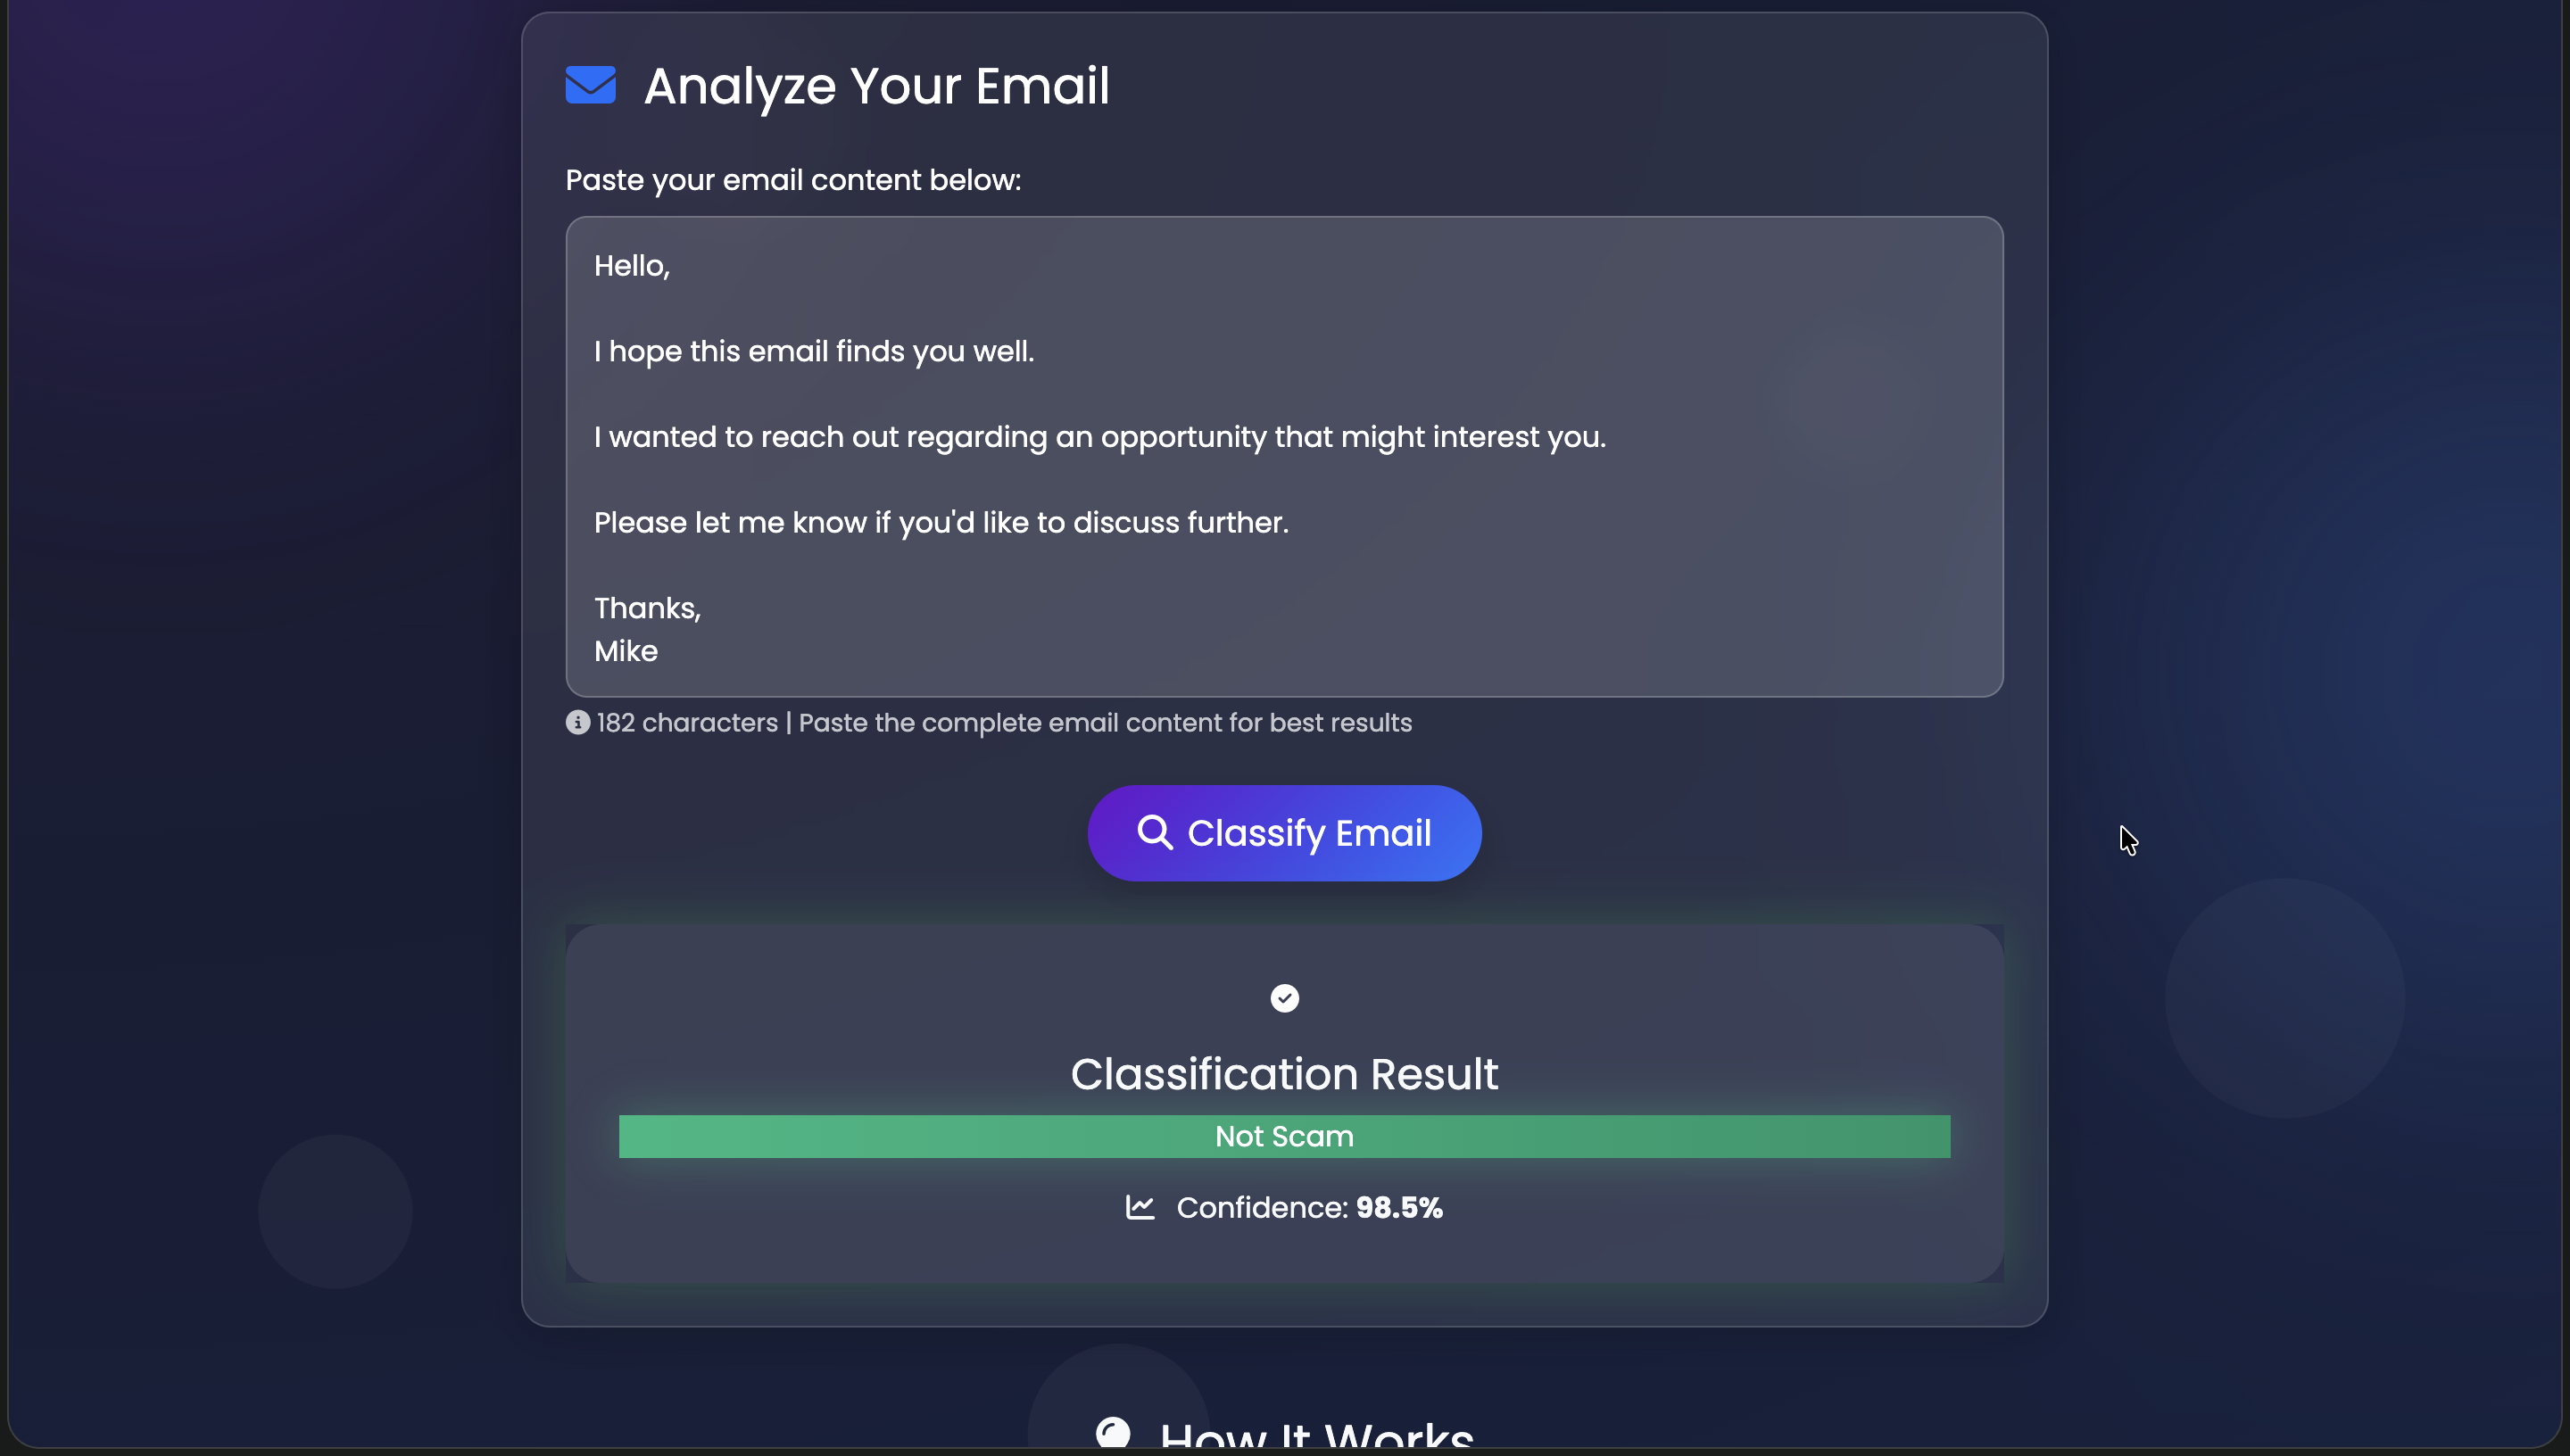 Analyze Your Email
Paste your email content below:
Hello,
I hope this email finds you well.
I wanted to reach out regarding an opportunity that might interest you.
Please let me know if you'd like to discuss further.
Thanks,
Mike
182 characters | Paste the complete email content for best results
Classify Email
Classification Result
Not Scam
Confidence: 98.5%
How It Works